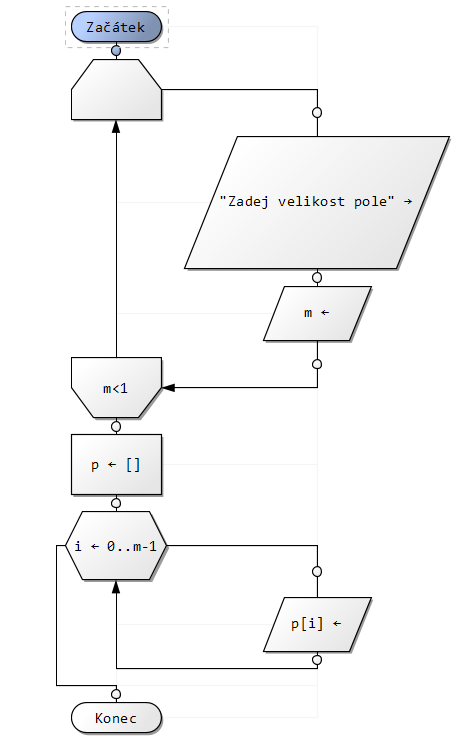 Začátek
"Zadej velikost pole" →
m ←
m<1
p ← []
i ← 0..m-1
p[i] ←
Konec